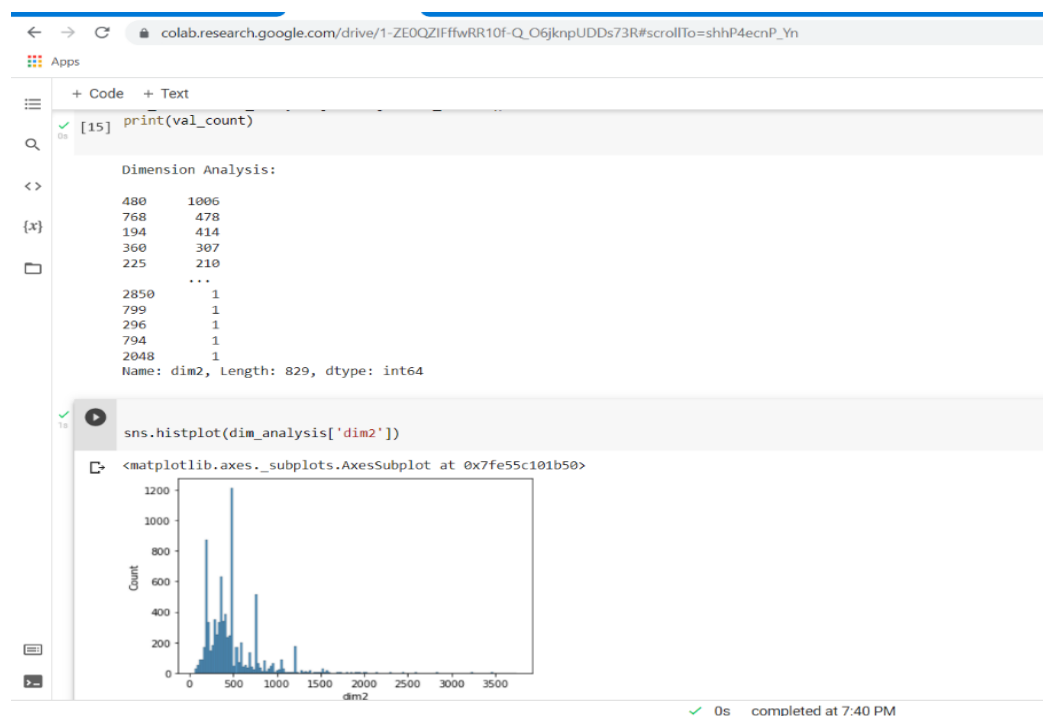 colab.research.google.com/drive/1-ZE0QZIFffwRR10f-Q_O6jknpUDDs73R#scrollTo=shhP4ecnP_Yn
Apps
+ Code + Text
[15] print(val_count)
0s
Dimension Analysis:
480 1006
768 478
194 414
360 307
225 210
...
2850 1
799 1
296 1
794 1
2048 1
Name: dim2, Length: 829, dtype: int64
1s
sns.histplot(dim_analysis['dim2'])
<matplotlib.axes._subplots.AxesSubplot at 0x7fe55c101b50>
1200
1000
800
600
400
200
0
Count
0 500 1000 1500 2000 2500 3000 3500
dim2
0s completed at 7:40 PM
{x}